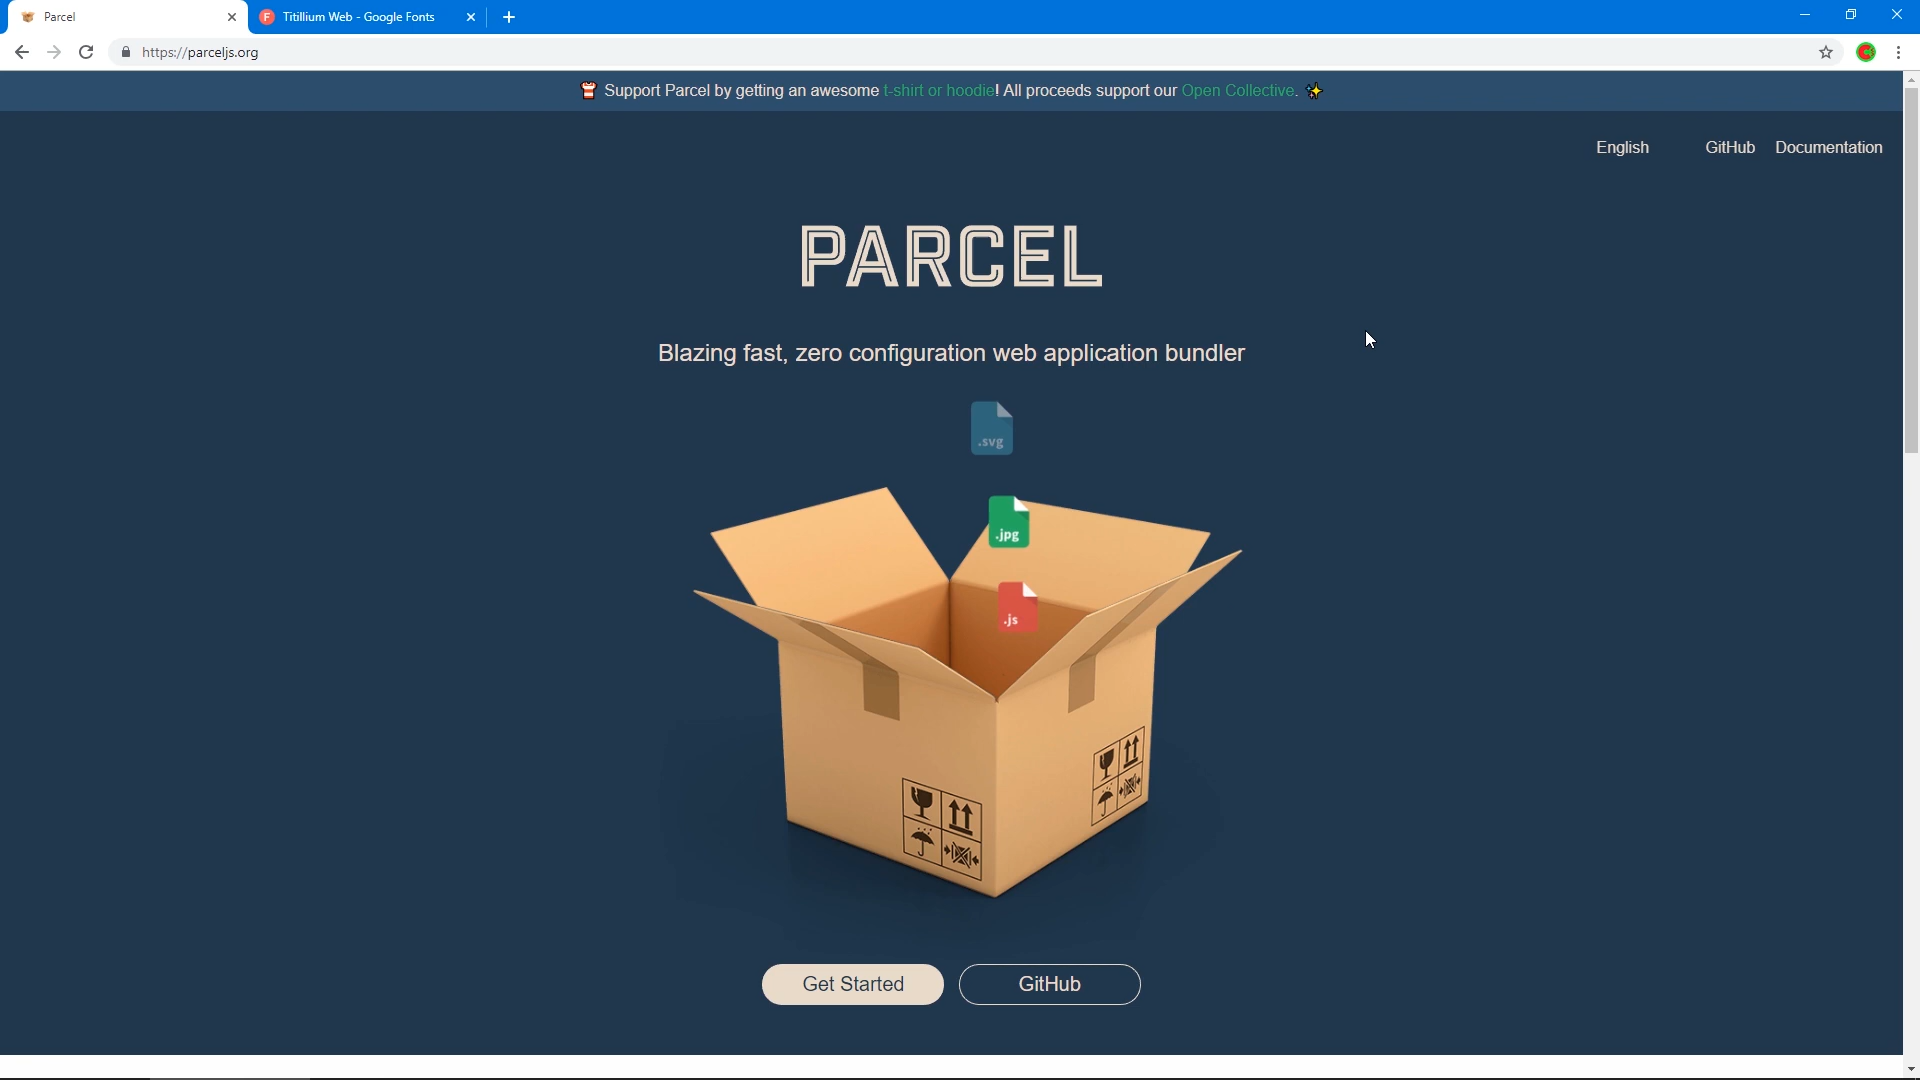 Parcel
Titillium Web - Google Fonts
https://parceljs.org
Support Parcel by getting an awesome t-shirt or hoodie! All proceeds support our Open Collective.
English GitHub Documentation
PARCEL
Blazing fast, zero configuration web application bundler
.svg
.jpg
.js
Get Started GitHub